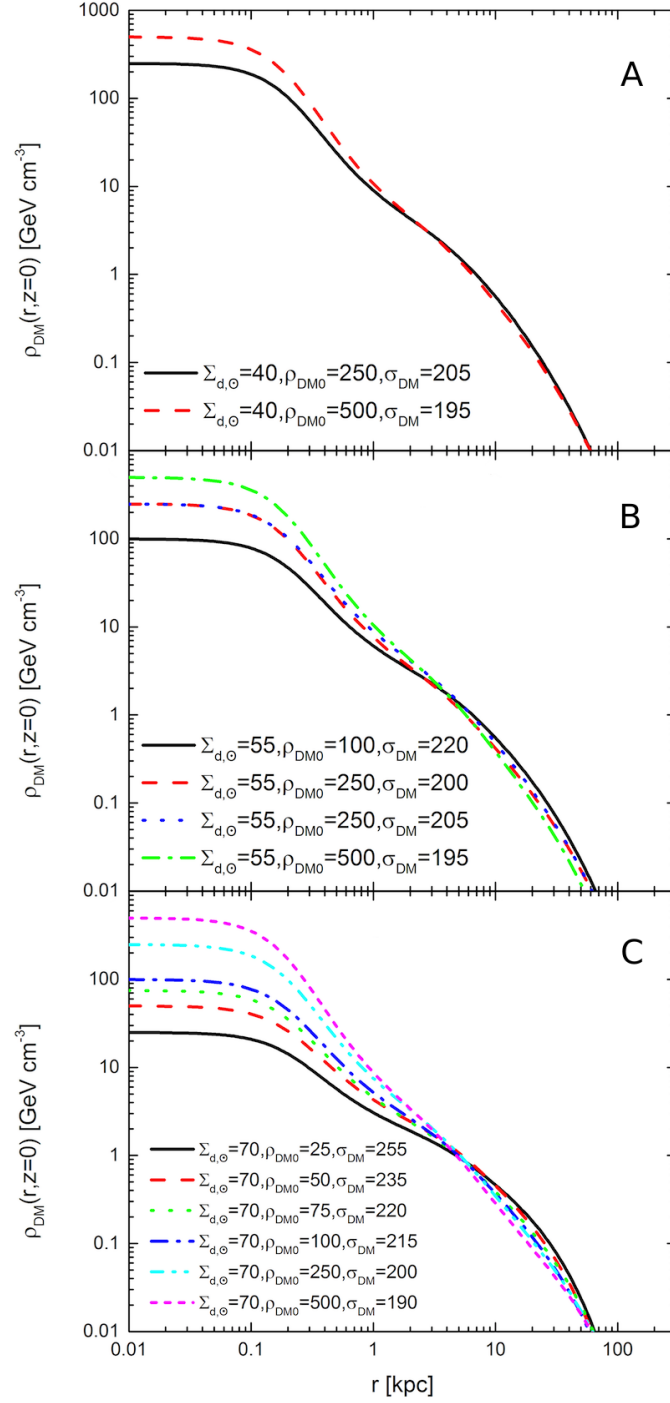 1000
100
10
1
0.1
0.01
ρDM(r,z=0) [GeV cm-3]
A
Σd,⊙=40,ρDM0=250,σDM=205
Σd,⊙=40,ρDM0=500,σDM=195
100
10
1
0.1
0.01
ρDM(r,z=0) [GeV cm-3]
B
Σd,⊙=55,ρDM0=100,σDM=220
Σd,⊙=55,ρDM0=250,σDM=200
Σd,⊙=55,ρDM0=250,σDM=205
Σd,⊙=55,ρDM0=500,σDM=195
100
10
1
0.1
0.01
ρDM(r,z=0) [GeV cm-3]
C
Σd,⊙=70,ρDM0=25,σDM=255
Σd,⊙=70,ρDM0=50,σDM=235
Σd,⊙=70,ρDM0=75,σDM=220
Σd,⊙=70,ρDM0=100,σDM=215
Σd,⊙=70,ρDM0=250,σDM=200
Σd,⊙=70,ρDM0=500,σDM=190
0.01 0.1 1 10 100
r [kpc]